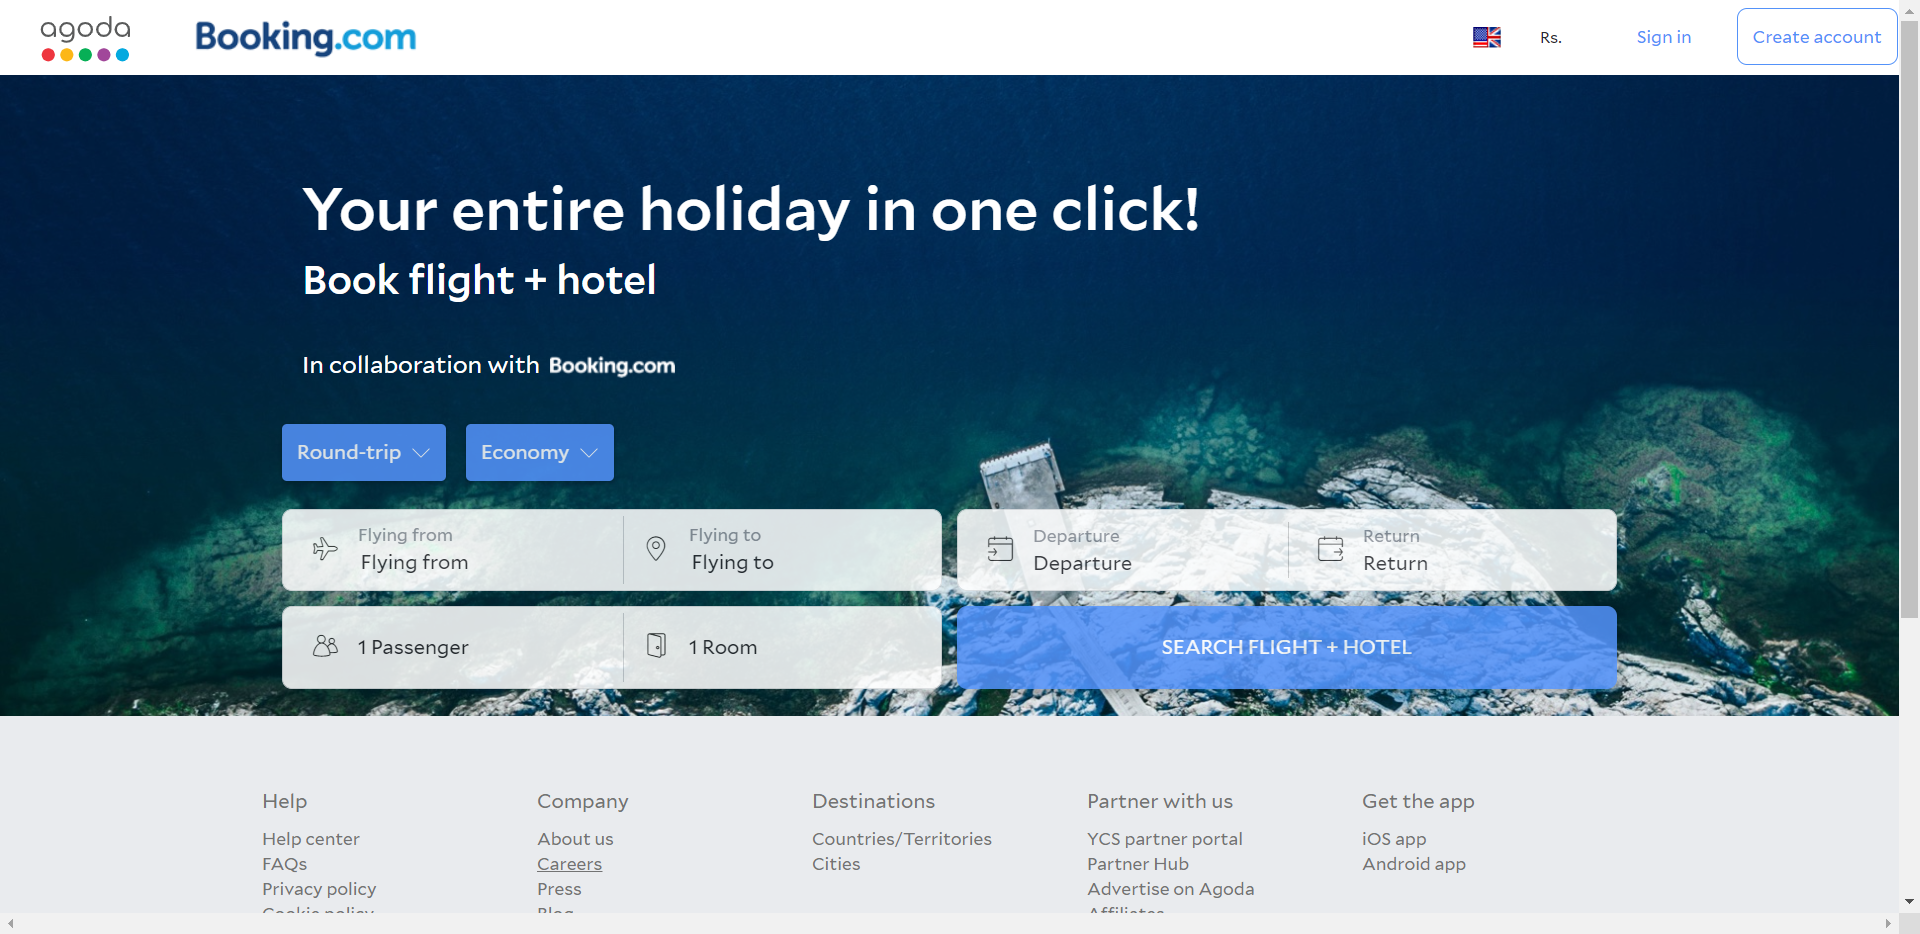 agoda
Booking.com
Rs.
Sign in
Create account
Your entire holiday in one click!
Book flight + hotel
In collaboration with Booking.com
Round-trip
Economy
Flying from
Flying from
Flying to
Flying to
Departure
Departure
Return
Return
1 Passenger
1 Room
SEARCH FLIGHT + HOTEL
Help
Help center
FAQs
Privacy policy
Cookie policy
Company
About us
Careers
Press
Blog
Destinations
Countries/Territories
Cities
Partner with us
YCS partner portal
Partner Hub
Advertise on Agoda
Affiliates
Get the app
iOS app
Android app